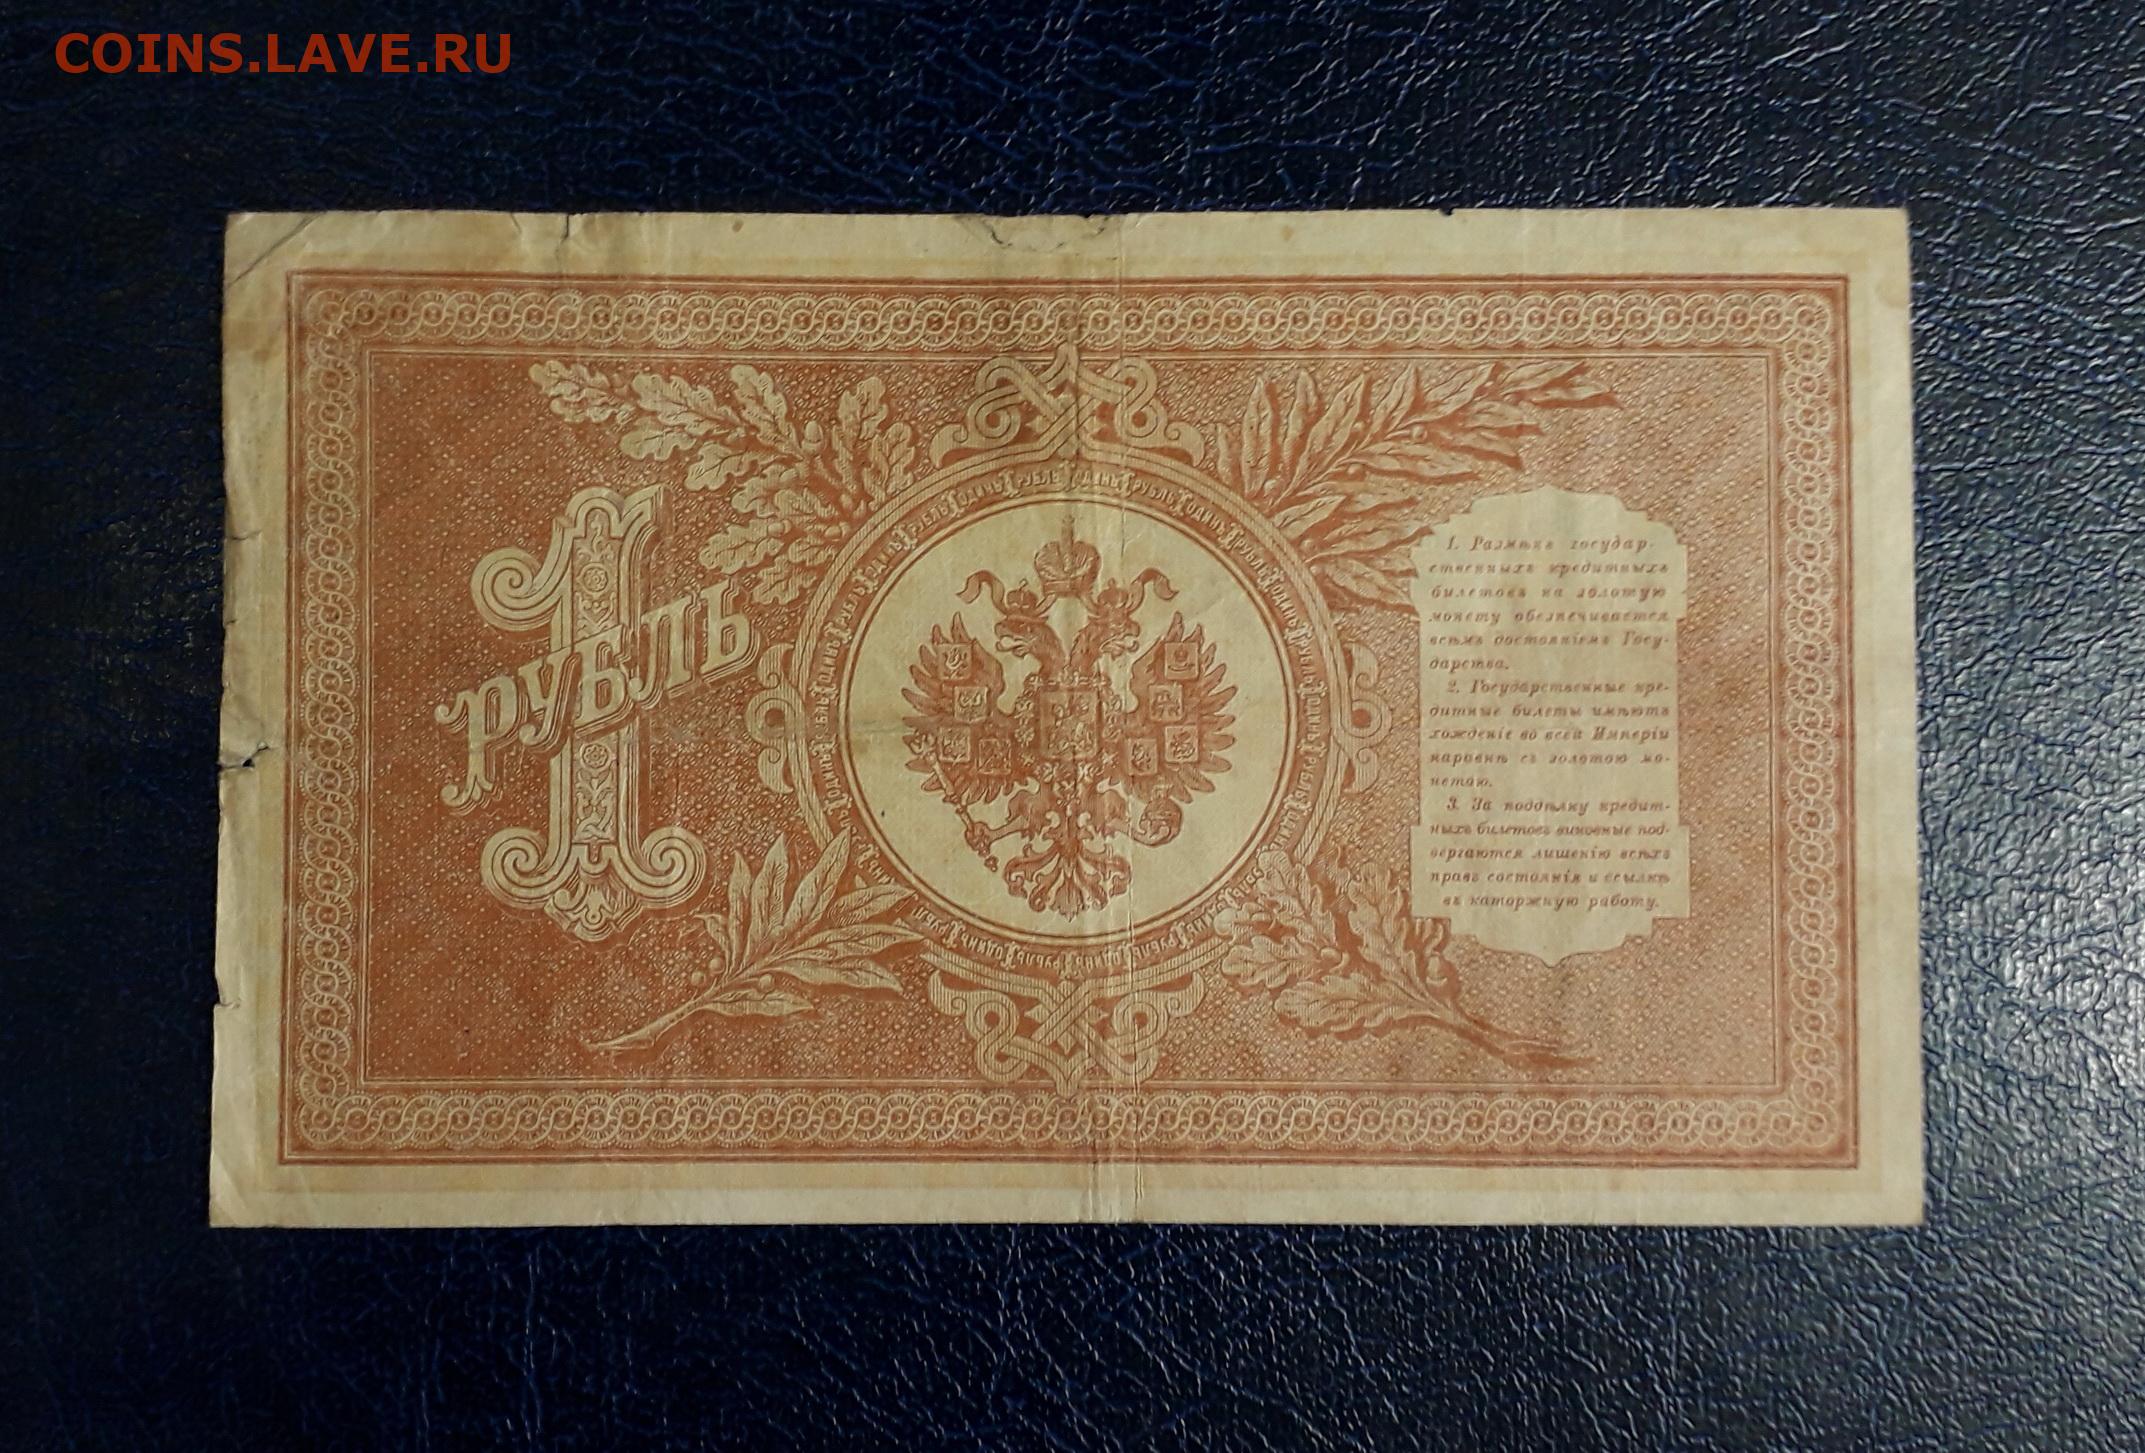 COINS.LAVE.RU
1
РУБЛЬ
1. Размѣнъ государ-
ственныхъ кредитныхъ
билетовъ на золотую
монету обезпечивается
всѣмъ достояніемъ Госу-
дарства.
2. Государственные кре-
дитные билеты имѣютъ
хожденіе во всей Имперіи
наравнѣ съ золотою мо-
нетою.
3. За поддѣлку кредит-
ныхъ билетовъ виновные под-
вергаются лишенію всѣхъ
правъ состоянія и ссылкѣ
въ каторжную работу.